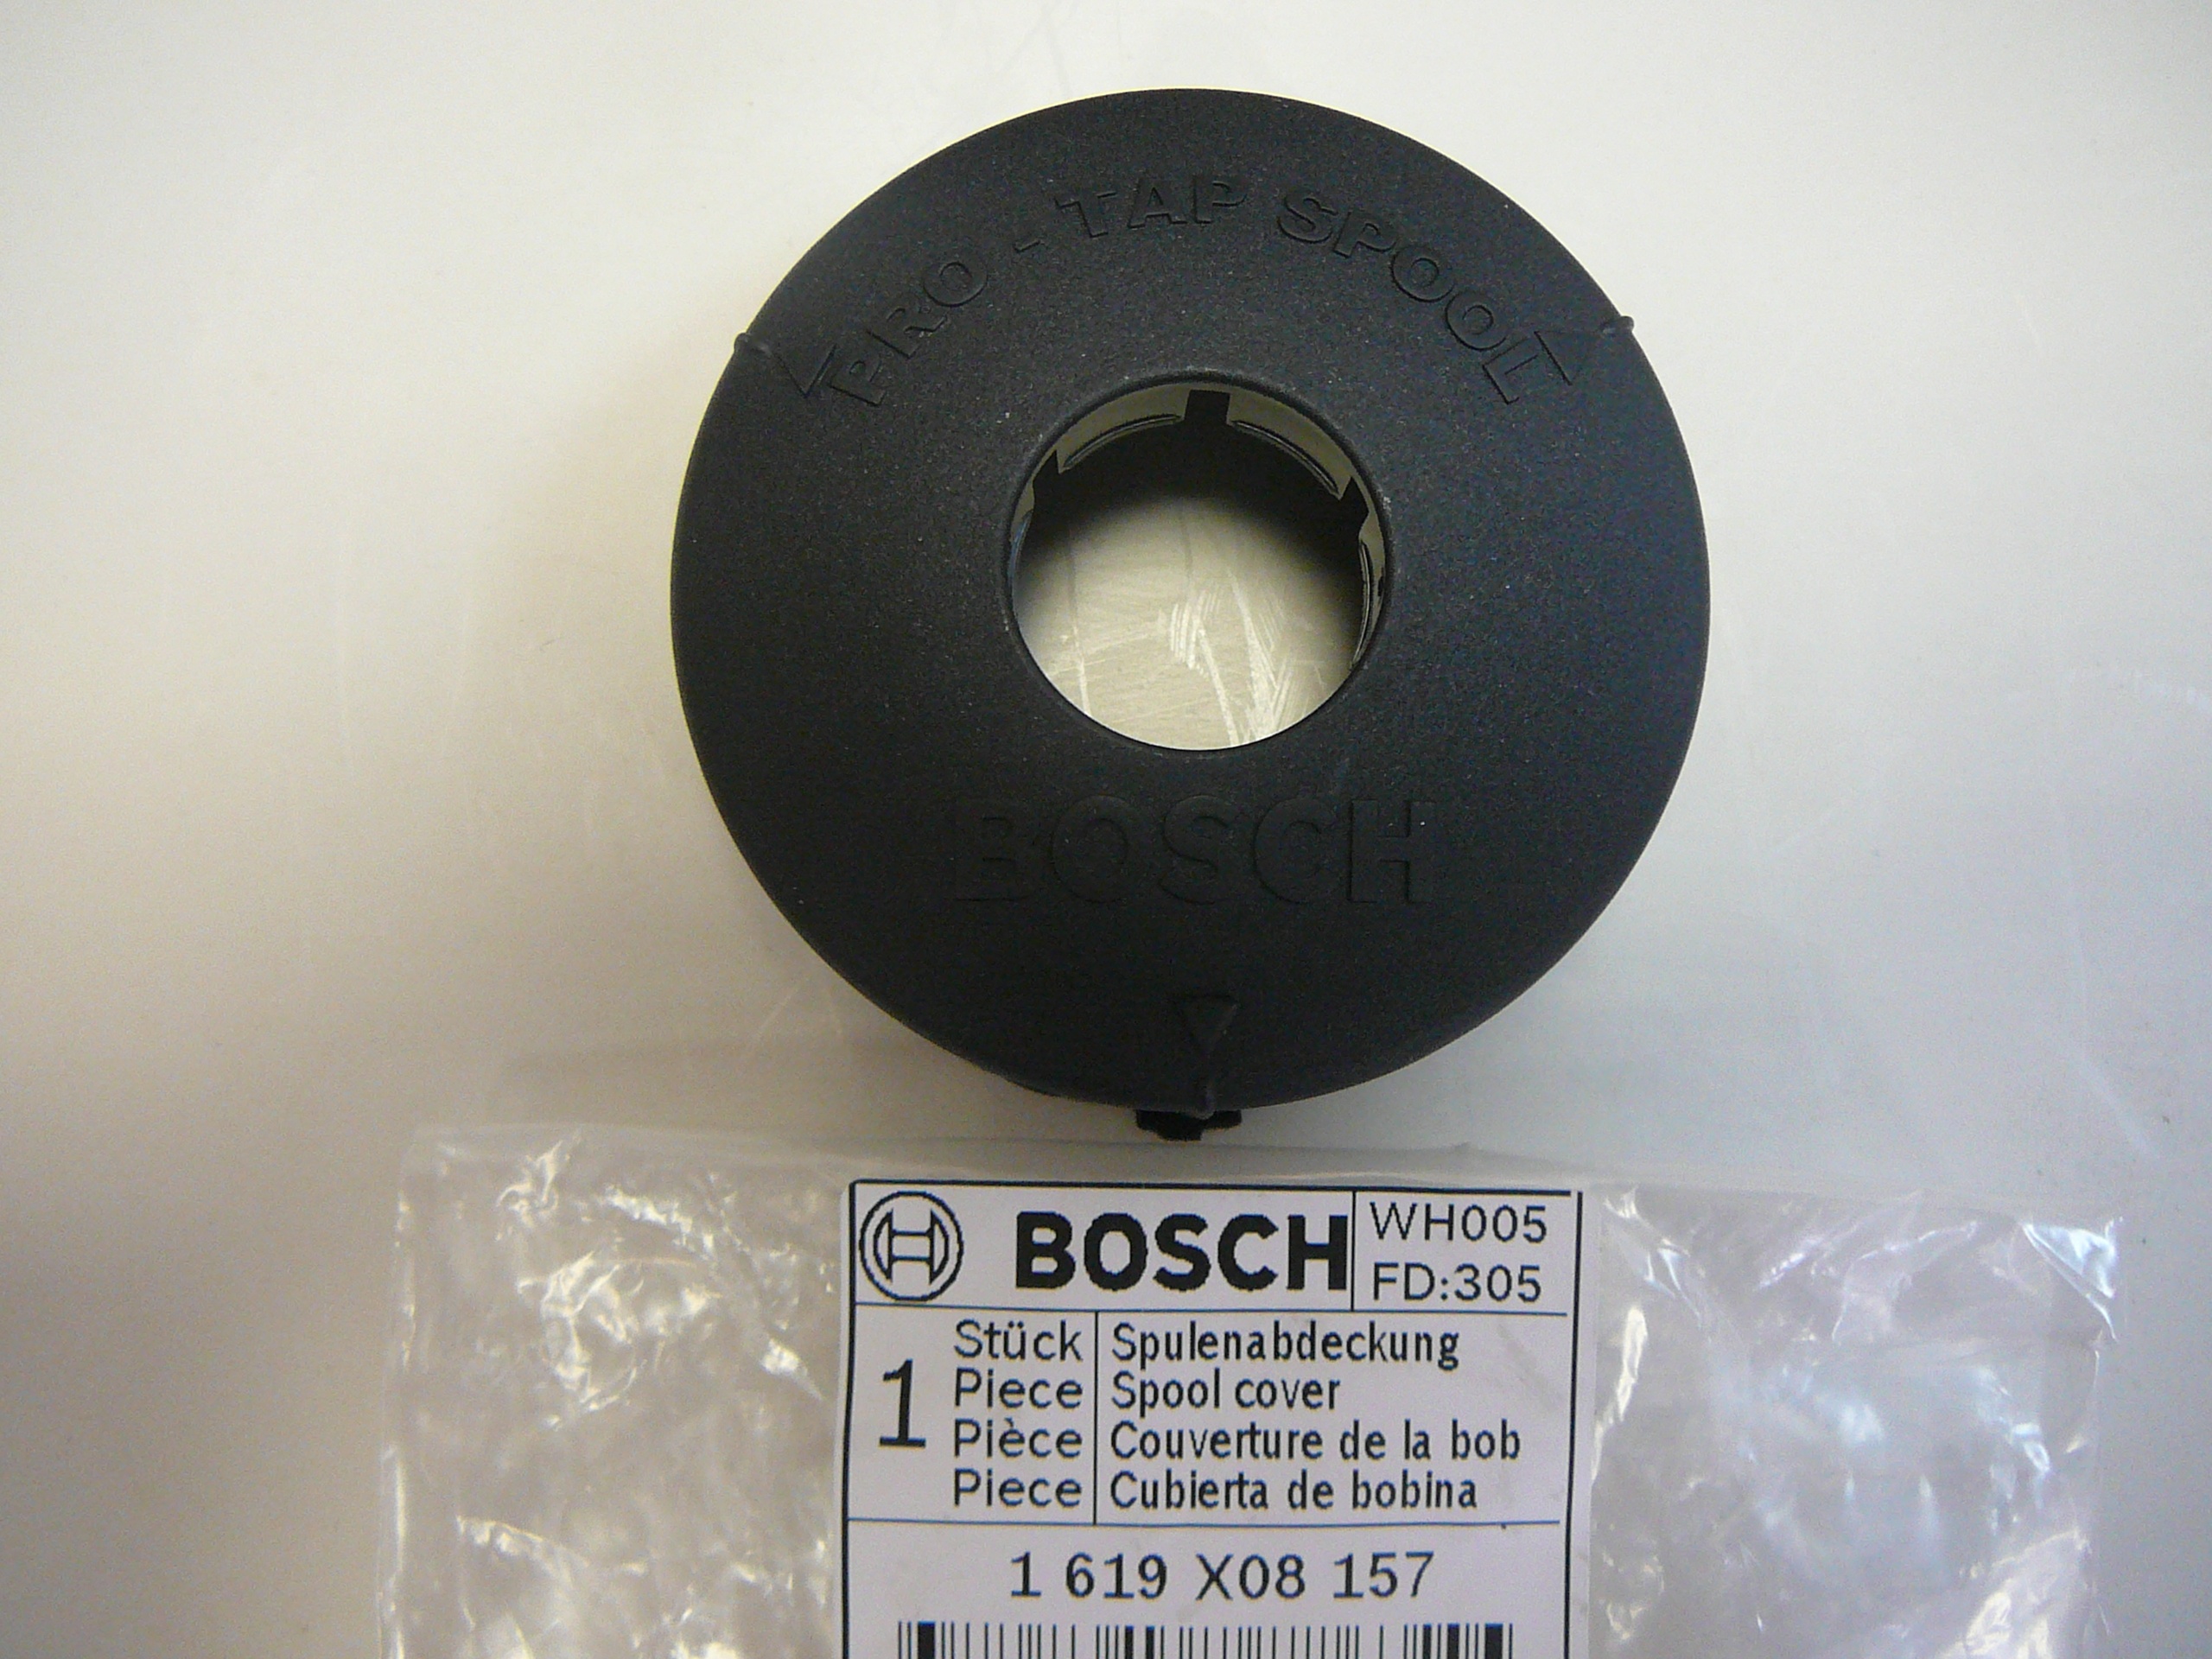 PRO - TAP SPOOL
BOSCH
BOSCH
WH005
FD:305
1
Stück
Piece
Pièce
Piece
Spulenabdeckung
Spool cover
Couverture de la bob
Cubierta de bobina
1 619 X08 157